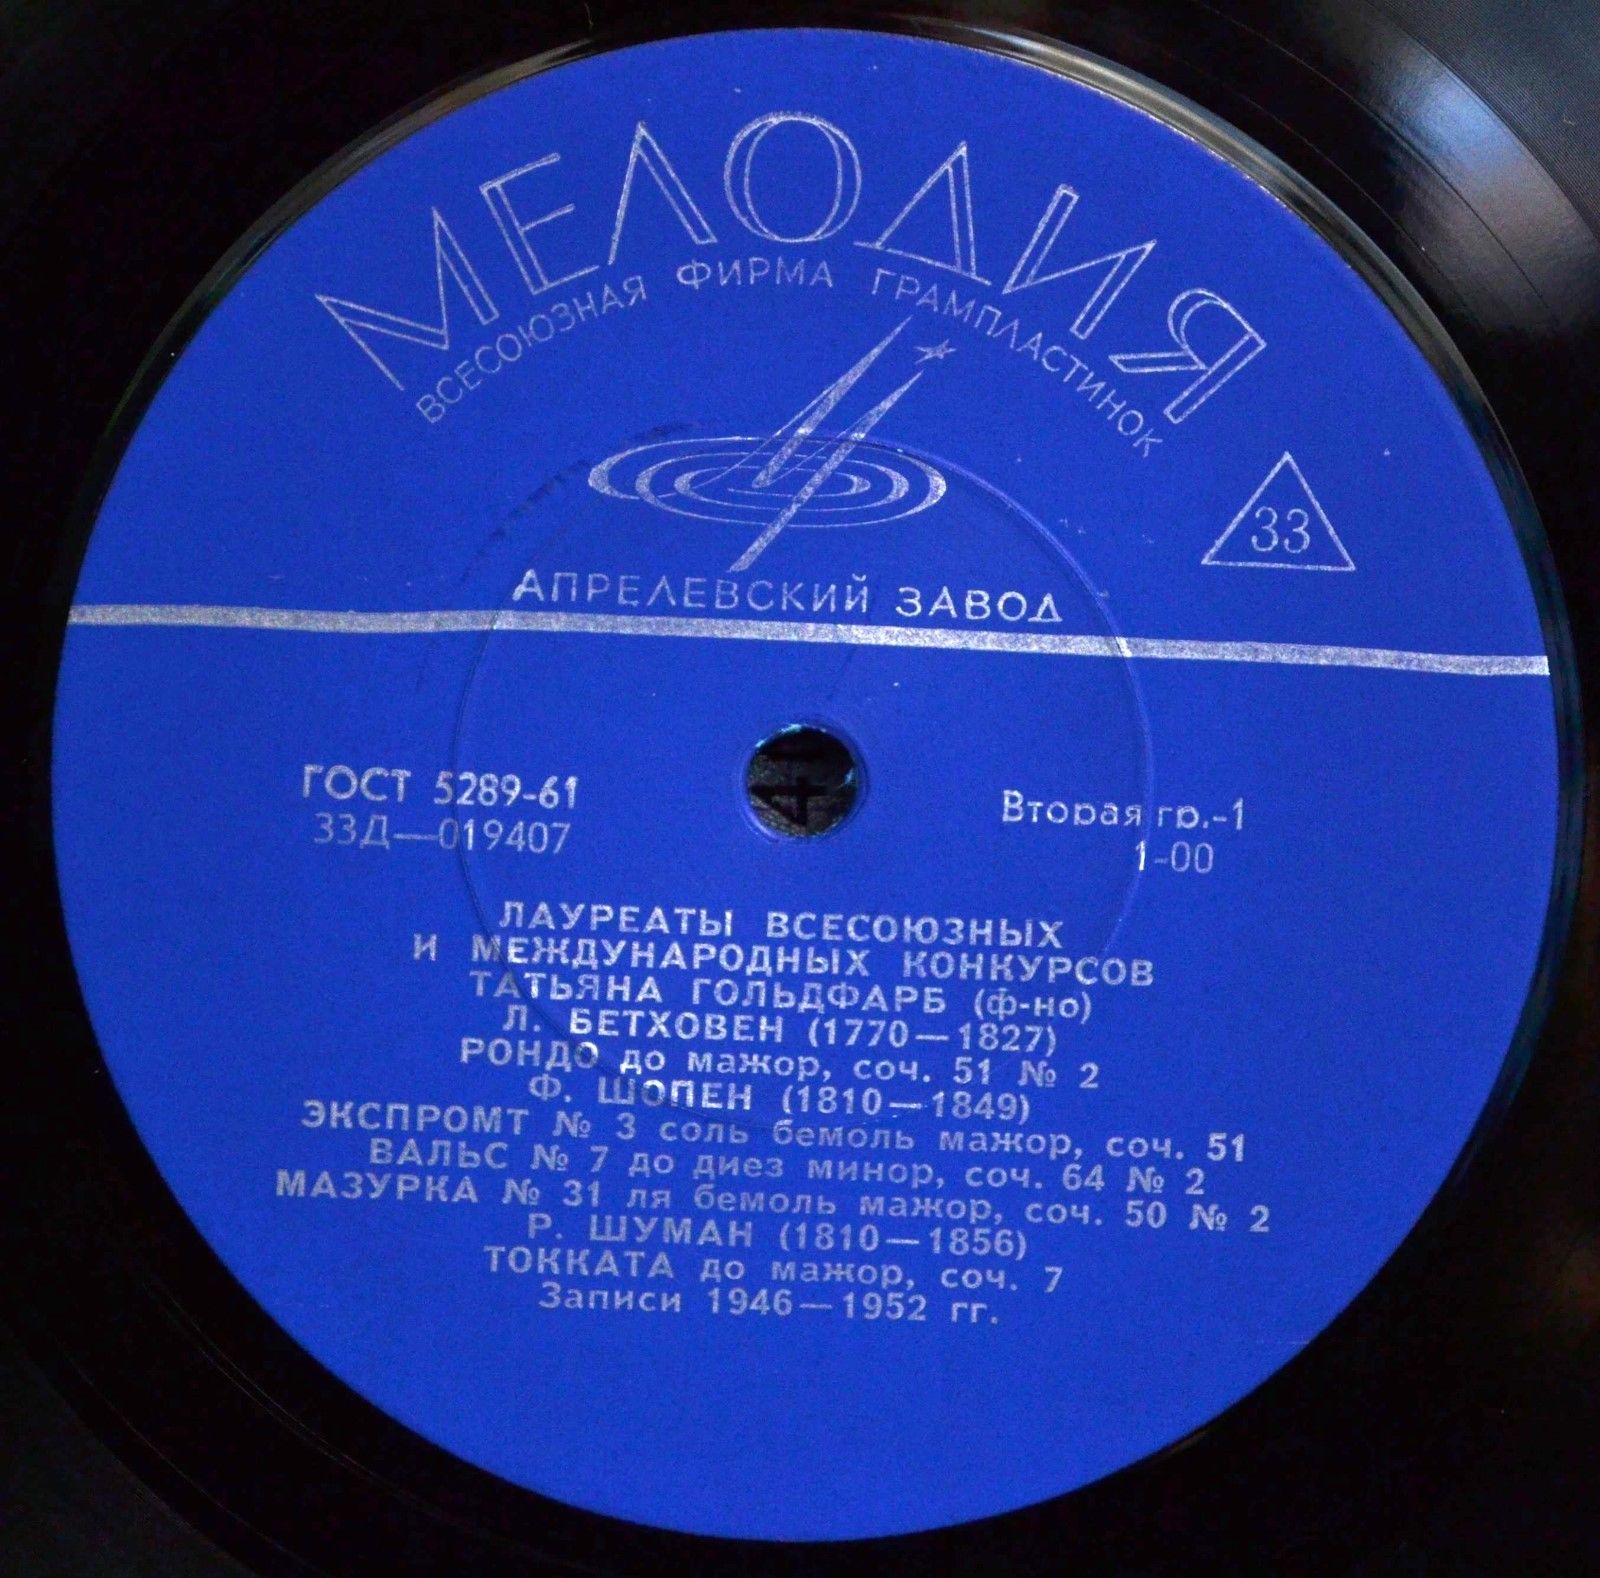 МЕЛОДИЯ
ВСЕСОЮЗНАЯ ФИРМА ГРАМПЛАСТИНОК
33
АПРЕЛЕВСКИЙ ЗАВОД
ГОСТ 5289-61
33Д—019407
Вторая гр.-1
1-00
ЛАУРЕАТЫ ВСЕСОЮЗНЫХ
И МЕЖДУНАРОДНЫХ КОНКУРСОВ
ТАТЬЯНА ГОЛЬДФАРБ (ф-но)
Л. БЕТХОВЕН (1770—1827)
РОНДО до мажор, соч. 51 № 2
Ф. ШОПЕН (1810—1849)
ЭКСПРОМТ № 3 соль бемоль мажор, соч. 51
ВАЛЬС № 7 до диез минор, соч. 64 № 2
МАЗУРКА № 31 ля бемоль мажор, соч. 50 № 2
Р. ШУМАН (1810—1856)
ТОККАТА до мажор, соч. 7
Записи 1946—1952 гг.